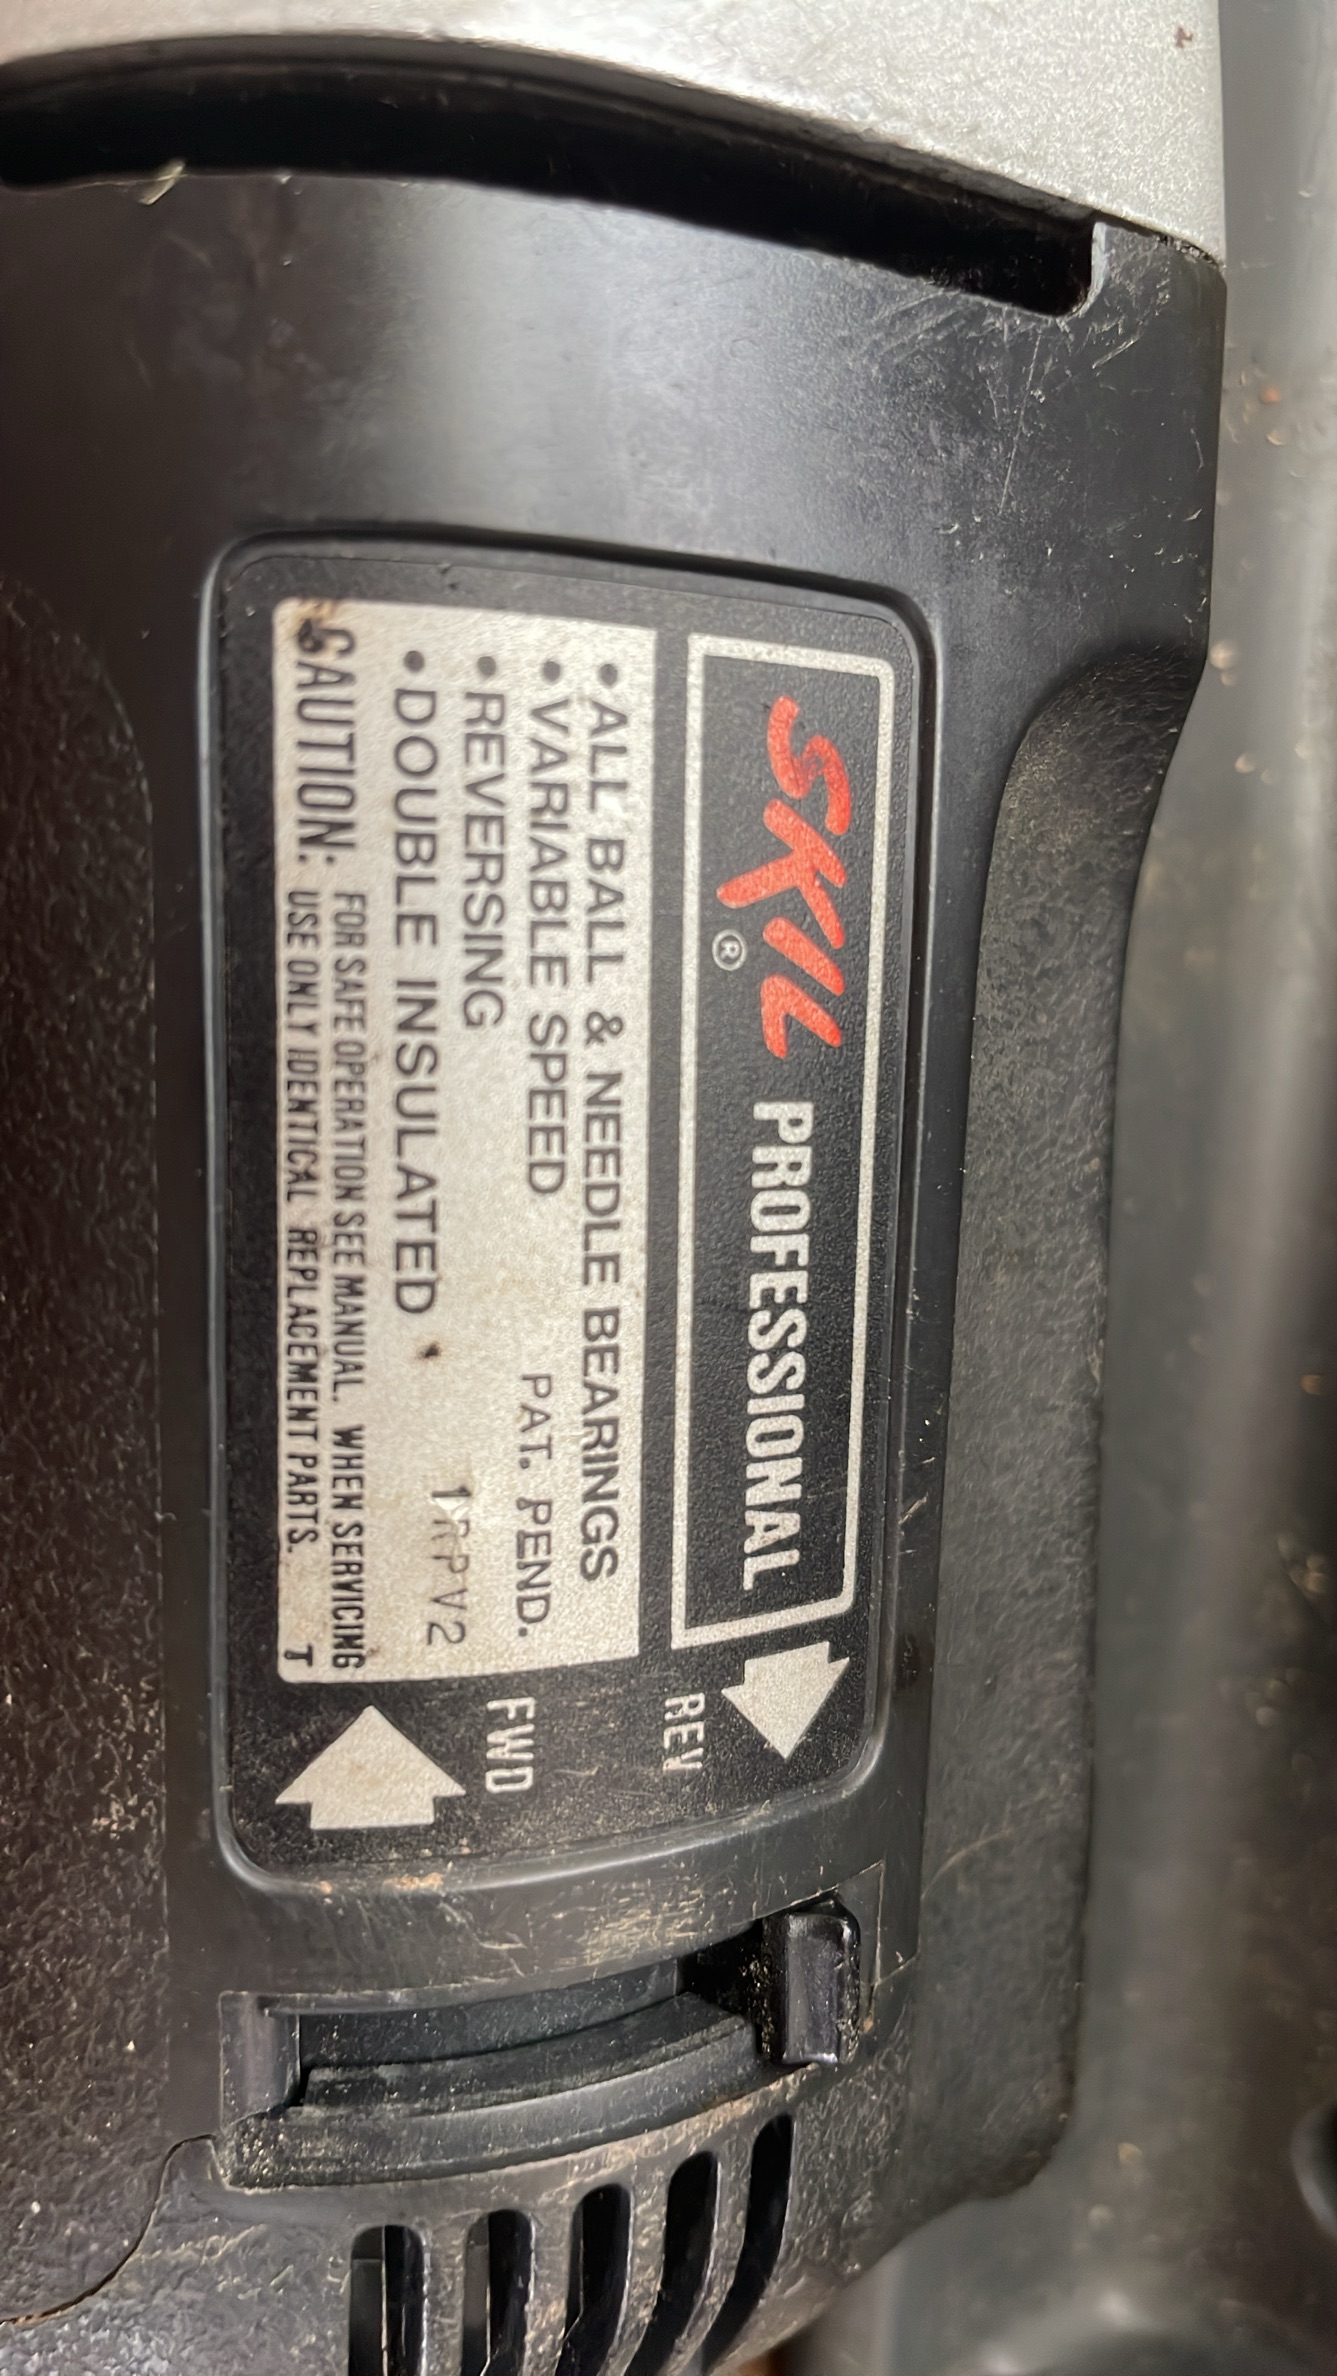 SKIL® PROFESSIONAL
REV
• ALL BALL & NEEDLE BEARINGS
• VARIABLE SPEED
PAT. PEND.
• REVERSING
• DOUBLE INSULATED
FWD
CAUTION: FOR SAFE OPERATION SEE MANUAL. WHEN SERVICING
USE ONLY IDENTICAL REPLACEMENT PARTS. T